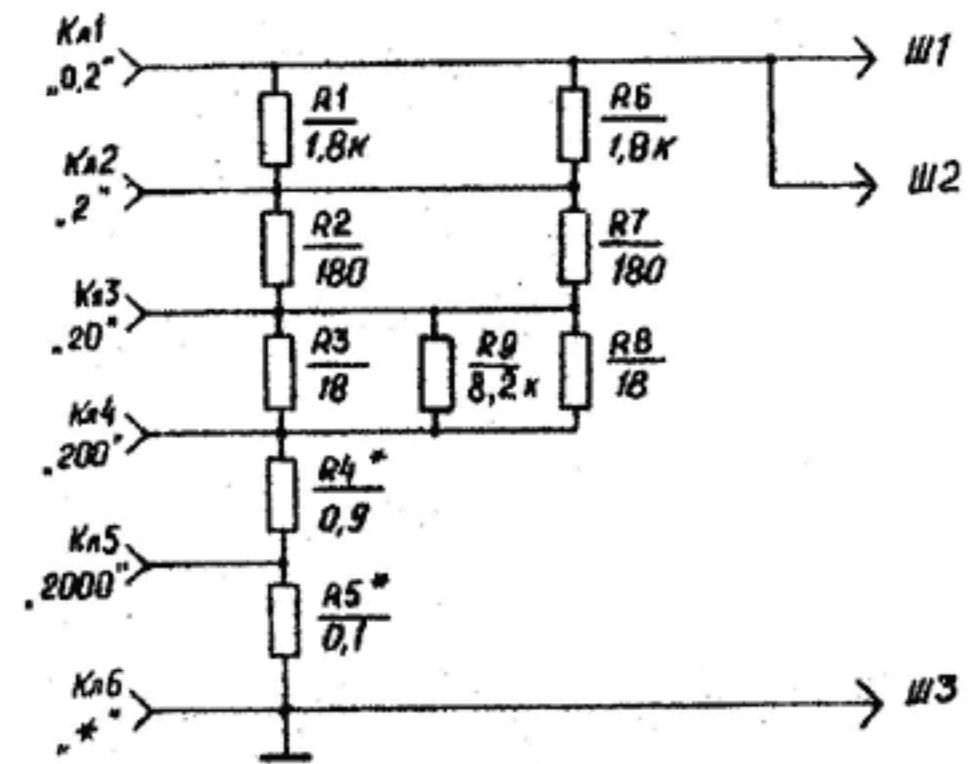 Кл1
„0,2"
Ш1
R1
1,8к
R6
1,8к
Кл2
„2"
Ш2
R2
180
R7
180
Кл3
„20"
R3
18
R9
8,2к
R8
18
Кл4
„200"
R4*
0,9
Кл5
„2000"
R5*
0,1
Кл6
„*"
Ш3